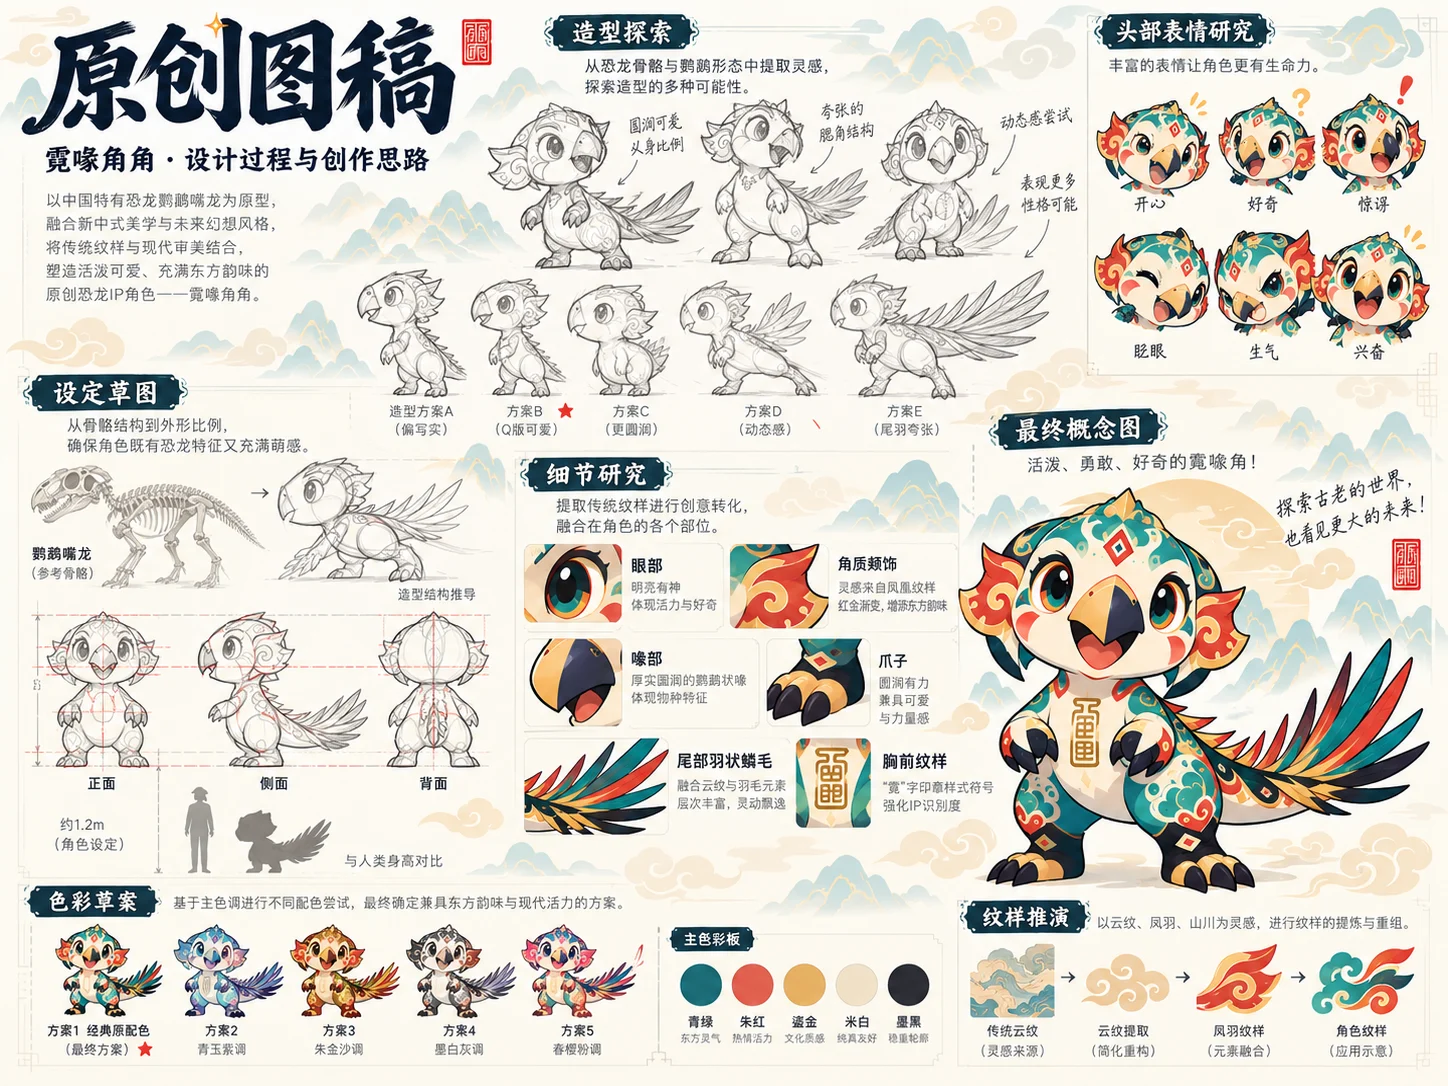 原创图稿
霓喙角角·设计过程与创作思路
以中国特有恐龙鹦鹉嘴龙为原型，
融合新中式美学与未来幻想风格，
将传统纹样与现代审美结合，
塑造活泼可爱、充满东方韵味的
原创恐龙IP角色——霓喙角角。
造型探索
从恐龙骨骼与鹦鹉形态中提取灵感，
探索造型的多种可能性。
圆润可爱
头身比例
夸张的
腮角结构
动态感尝试
表现更多
性格可能
造型方案A
（偏写实）
方案B
（Q版可爱）
方案C
（更圆润）
方案D
（动态感）
方案E
（尾羽夸张）
头部表情研究
丰富的表情让角色更有生命力。
开心
好奇
惊讶
眨眼
生气
兴奋
设定草图
从骨骼结构到外形比例，
确保角色既有恐龙特征又充满萌感。
鹦鹉嘴龙
（参考骨骼）
造型结构推导
正面
侧面
背面
约1.2m
（角色设定）
与人类身高对比
细节研究
提取传统纹样进行创意转化，
融合在角色的各个部位。
眼部
明亮有神
体现活力与好奇
角质颊饰
灵感来自凤凰纹样
红金渐变，增添东方韵味
喙部
厚实圆润的鹦鹉状喙
体现物种特征
爪子
圆润有力
兼具可爱
与力量感
尾部羽状鳞毛
融合云纹与羽毛元素
层次丰富，灵动飘逸
胸前纹样
“霓”字印章样式符号
强化IP识别度
最终概念图
活泼、勇敢、好奇的霓喙角！
探索古老的世界，
也看见更大的未来！
色彩草案
基于主色调进行不同配色尝试，最终确定兼具东方韵味与现代活力的方案。
方案1 经典原配色
（最终方案）
方案2
青玉紫调
方案3
朱金沙调
方案4
墨白灰调
方案5
春樱粉调
主色彩板
青绿
东方灵气
朱红
热情活力
鎏金
文化质感
米白
纯真友好
墨黑
稳重轮廓
纹样推演
以云纹、凤羽、山川为灵感，进行纹样的提炼与重组。
传统云纹
（灵感来源）
云纹提取
（简化重构）
凤羽纹样
（元素融合）
角色纹样
（应用示意）